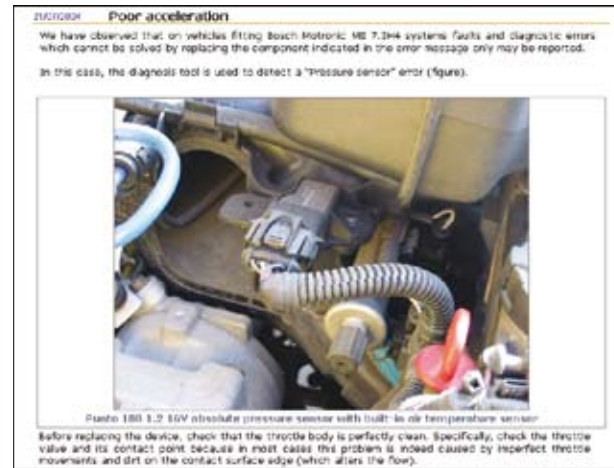 Poor acceleration
We have observed that on vehicles fitting Bosch Motronic ME 7.3H4 systems faults and diagnostic errors
which cannot be solved by replacing the component indicated in the error message only may be reported.
In this case, the diagnosis tool is used to detect a "Pressure sensor" error (figure).
Punto 188 1.2 16V absolute pressure sensor with built-in air temperature sensor
Before replacing the device, check that the throttle body is perfectly clean. Specifically, check the throttle
valve and its contact point because in most cases this problem is indeed caused by imperfect throttle
movements and dirt on the contact surface edge (which alters the flow).